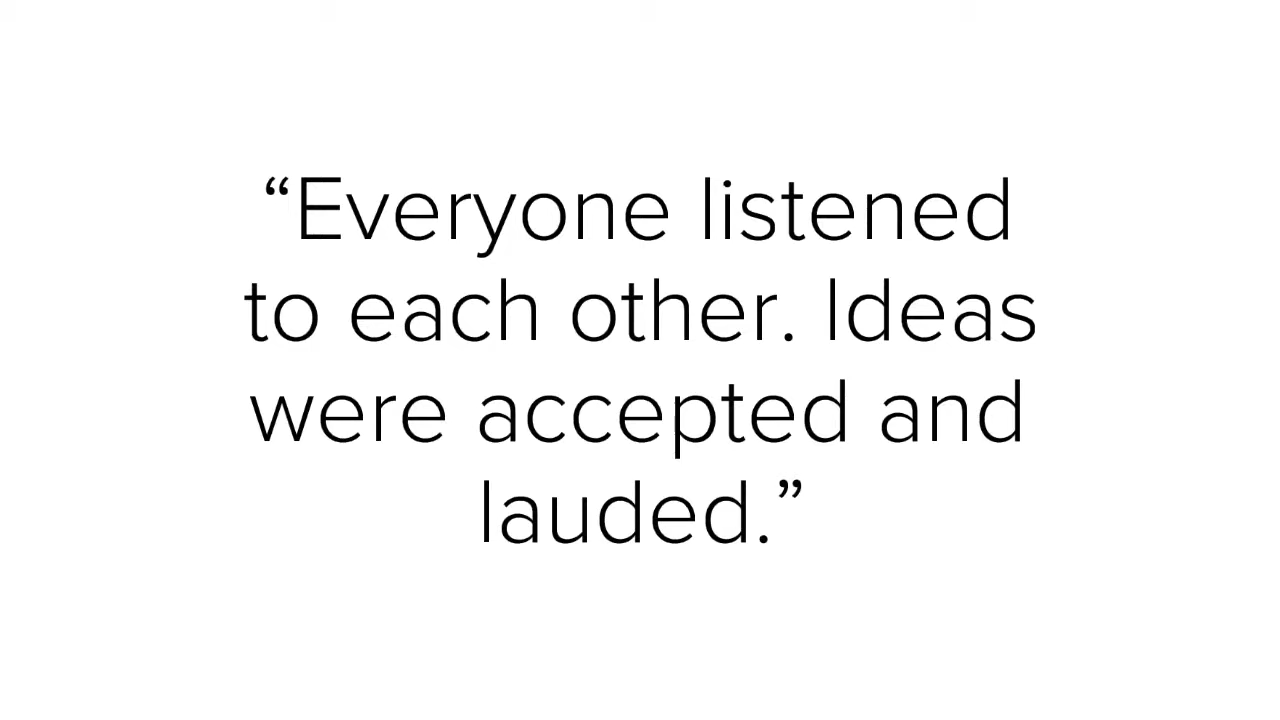 “Everyone listened
to each other. Ideas
were accepted and
lauded.”